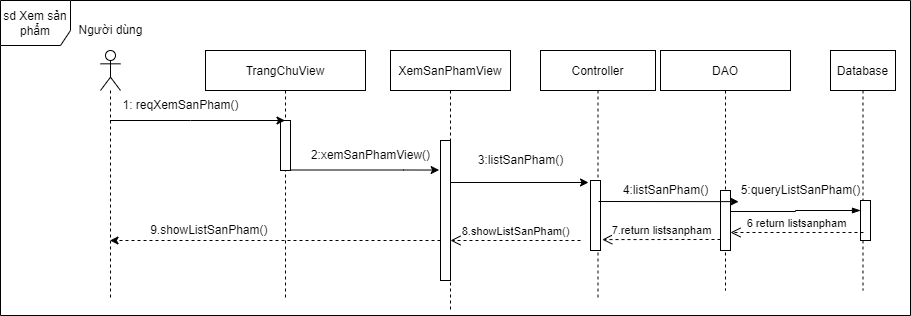 sd Xem sản
phẩm
Người dùng
TrangChuView
XemSanPhamView
Controller
DAO
Database
1: reqXemSanPham()
2:xemSanPhamView()
3:listSanPham()
4:listSanPham()
5:queryListSanPham()
6 return listsanpham
7.return listsanpham
8.showListSanPham()
9.showListSanPham()